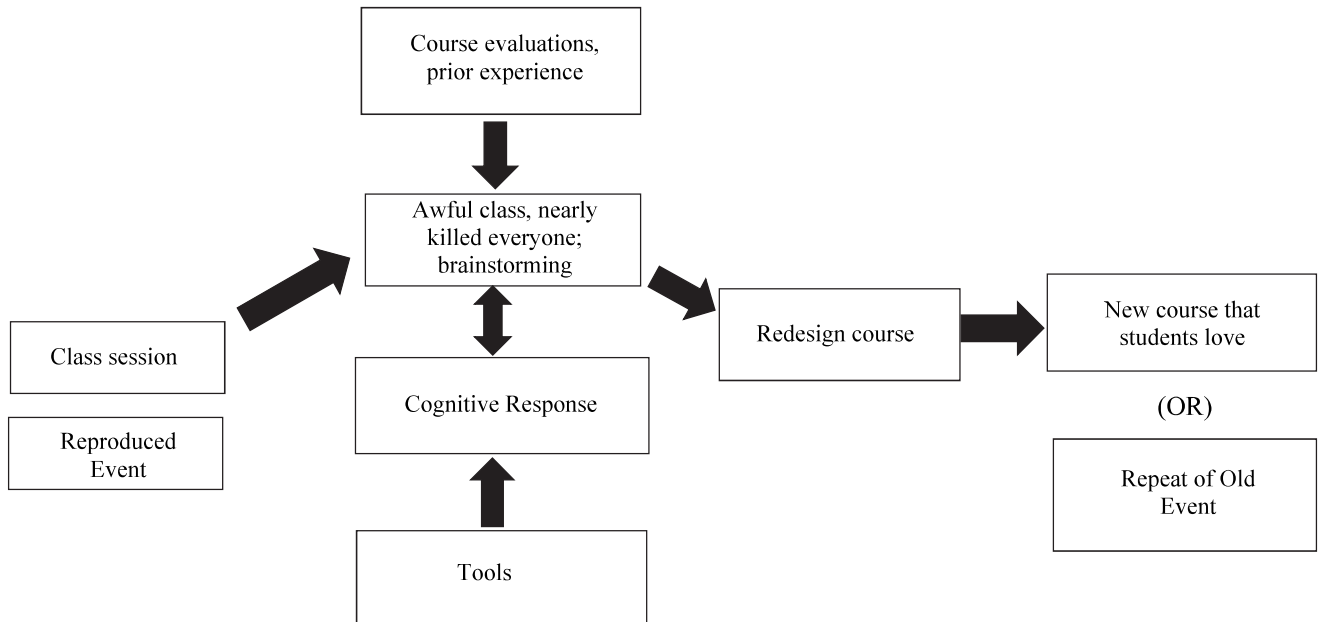 Course evaluations,
prior experience
Awful class, nearly
killed everyone;
brainstorming
Class session
Reproduced
Event
Cognitive Response
Tools
Redesign course
New course that
students love
(OR)
Repeat of Old
Event